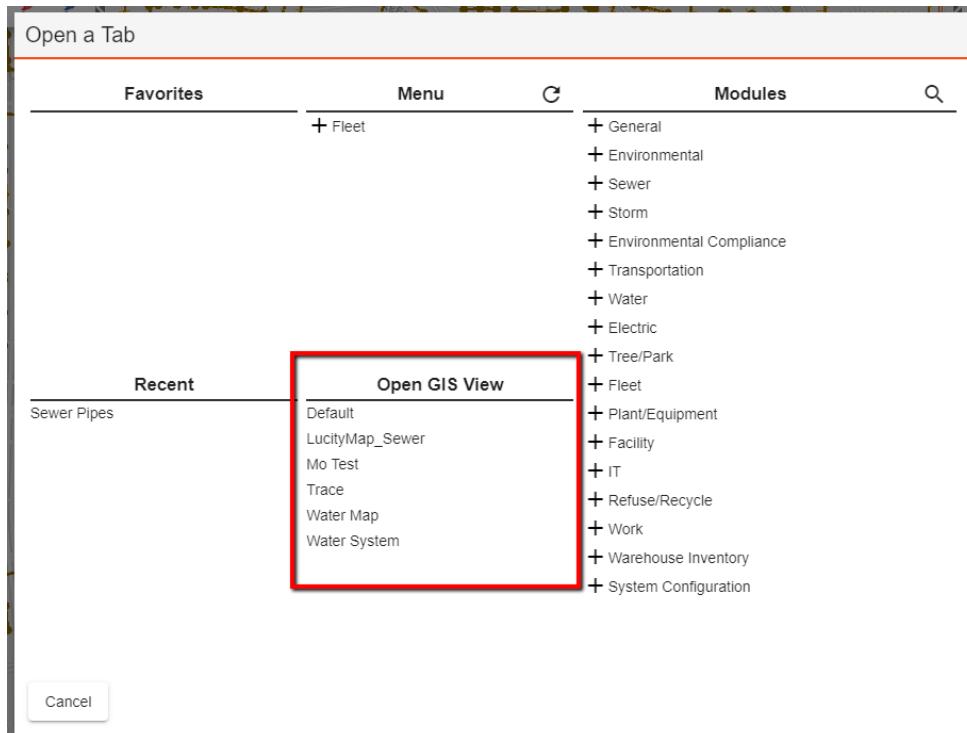 Open a Tab
Favorites
Menu
Fleet
Modules
General
Environmental
Sewer
Storm
Environmental Compliance
Transportation
Water
Electric
Tree/Park
Fleet
Plant/Equipment
Facility
IT
Refuse/Recycle
Work
Warehouse Inventory
System Configuration
Recent
Sewer Pipes
Open GIS View
Default
LucityMap_Sewer
Mo Test
Trace
Water Map
Water System
Cancel